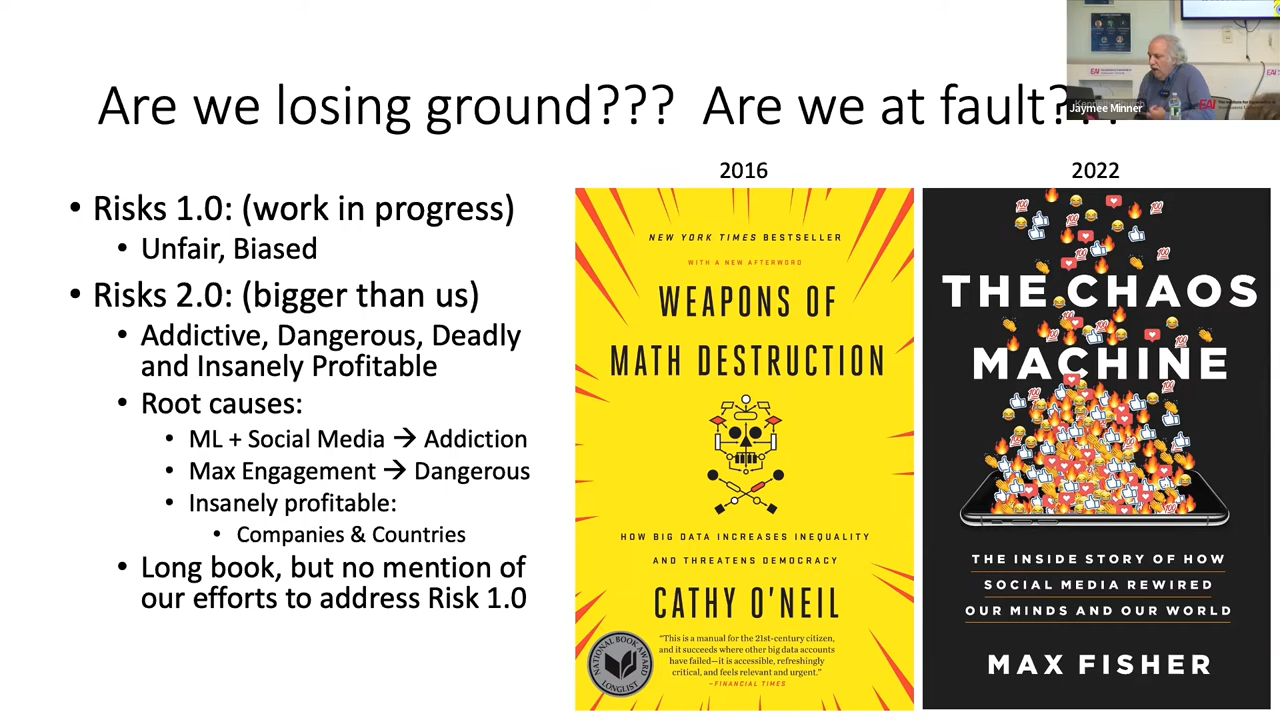 Are we losing ground??? Are we at fault???
Jaymee Minner
2016
2022
• Risks 1.0: (work in progress)
• Unfair, Biased
• Risks 2.0: (bigger than us)
• Addictive, Dangerous, Deadly
and Insanely Profitable
• Root causes:
• ML + Social Media → Addiction
• Max Engagement → Dangerous
• Insanely profitable:
• Companies & Countries
• Long book, but no mention of
our efforts to address Risk 1.0
NEW YORK TIMES BESTSELLER
WITH A NEW AFTERWORD
WEAPONS OF
MATH DESTRUCTION
HOW BIG DATA INCREASES INEQUALITY
AND THREATENS DEMOCRACY
CATHY O'NEIL
"This is a manual for the 21st-century citizen,
and it succeeds where other big data accounts
have failed—it is accessible, refreshingly
critical, and feels relevant and urgent."
—FINANCIAL TIMES
NATIONAL BOOK AWARD
LONGLIST
THE CHAOS
MACHINE
THE INSIDE STORY OF HOW
SOCIAL MEDIA REWIRED
OUR MINDS AND OUR WORLD
MAX FISHER
EAI